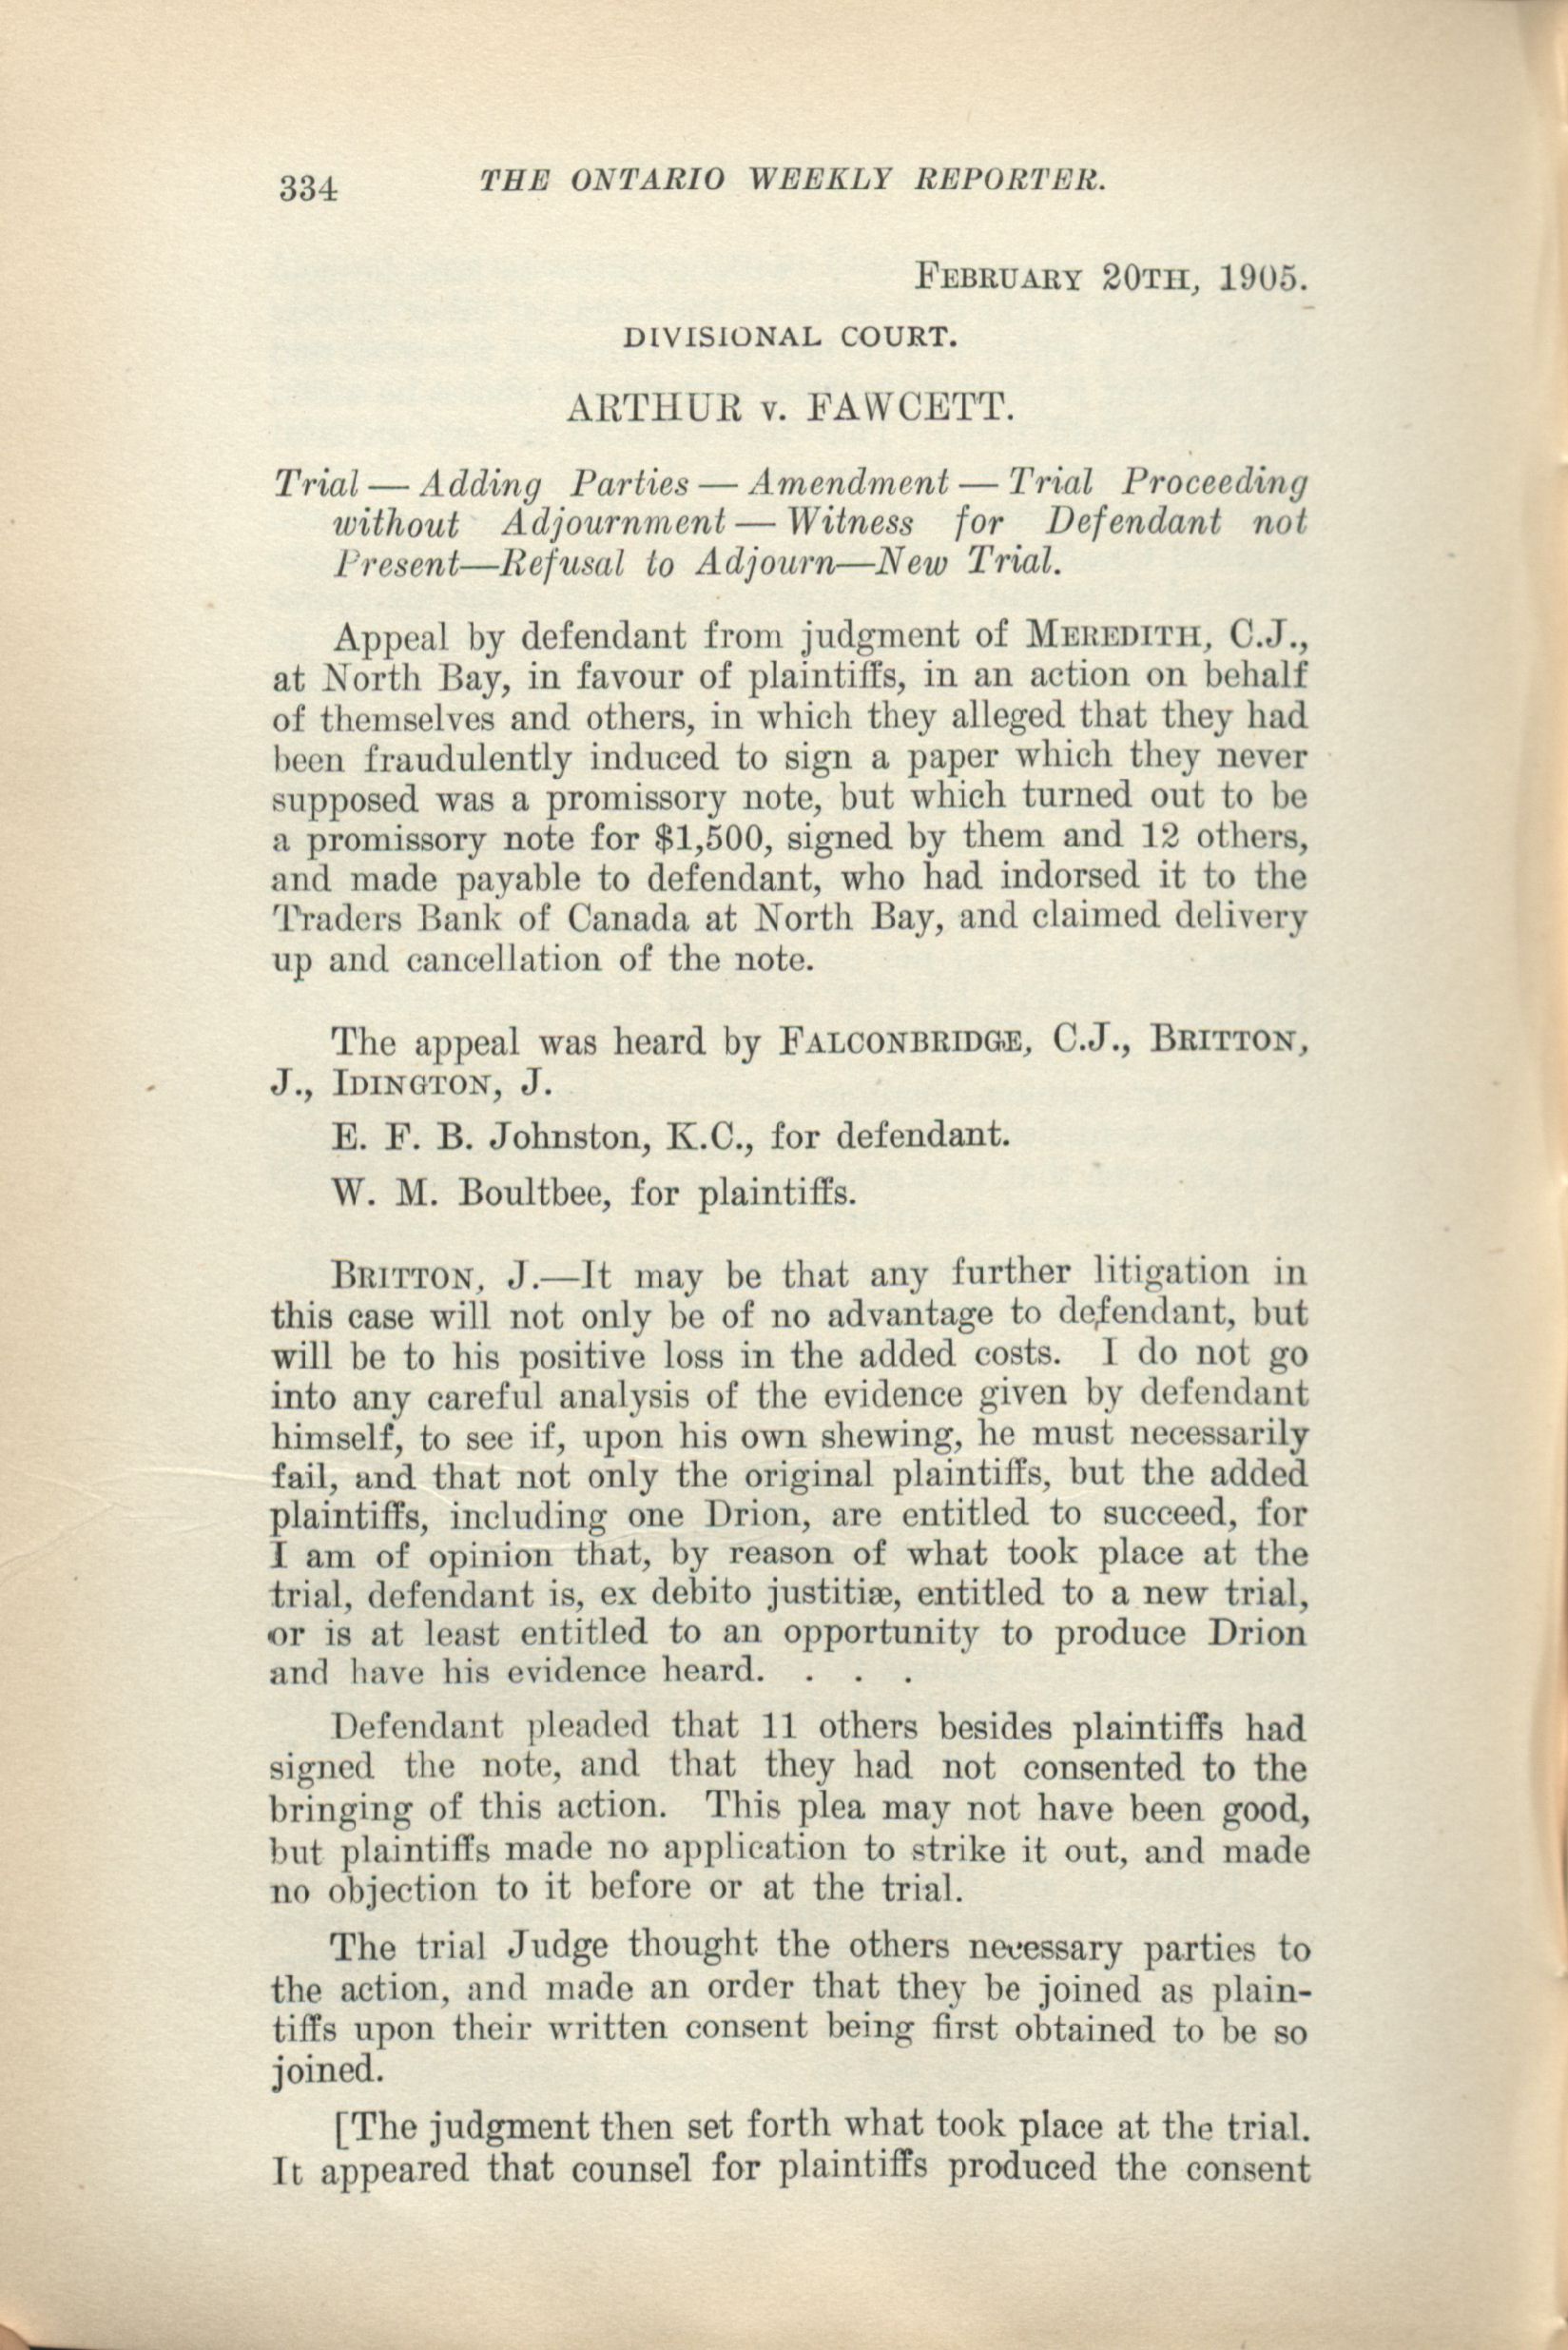 334 THE ONTARIO WEEKLY REPORTER.
FEBRUARY 20TH, 1905.
DIVISIONAL COURT.
ARTHUR v. FAWCETT.
Trial — Adding Parties — Amendment — Trial Proceeding
without Adjournment — Witness for Defendant not
Present—Refusal to Adjourn—New Trial.
Appeal by defendant from judgment of MEREDITH, C.J.,
at North Bay, in favour of plaintiffs, in an action on behalf
of themselves and others, in which they alleged that they had
been fraudulently induced to sign a paper which they never
supposed was a promissory note, but which turned out to be
a promissory note for $1,500, signed by them and 12 others,
and made payable to defendant, who had indorsed it to the
Traders Bank of Canada at North Bay, and claimed delivery
up and cancellation of the note.
The appeal was heard by FALCONBRIDGE, C.J., BRITTON,
J., IDINGTON, J.
E. F. B. Johnston, K.C., for defendant.
W. M. Boultbee, for plaintiffs.
BRITTON, J.—It may be that any further litigation in
this case will not only be of no advantage to defendant, but
will be to his positive loss in the added costs. I do not go
into any careful analysis of the evidence given by defendant
himself, to see if, upon his own shewing, he must necessarily
fail, and that not only the original plaintiffs, but the added
plaintiffs, including one Drion, are entitled to succeed, for
I am of opinion that, by reason of what took place at the
trial, defendant is, ex debito justitiæ, entitled to a new trial,
or is at least entitled to an opportunity to produce Drion
and have his evidence heard. . . .
Defendant pleaded that 11 others besides plaintiffs had
signed the note, and that they had not consented to the
bringing of this action. This plea may not have been good,
but plaintiffs made no application to strike it out, and made
no objection to it before or at the trial.
The trial Judge thought the others necessary parties to
the action, and made an order that they be joined as plain-
tiffs upon their written consent being first obtained to be so
joined.
[The judgment then set forth what took place at the trial.
It appeared that counsel for plaintiffs produced the consent